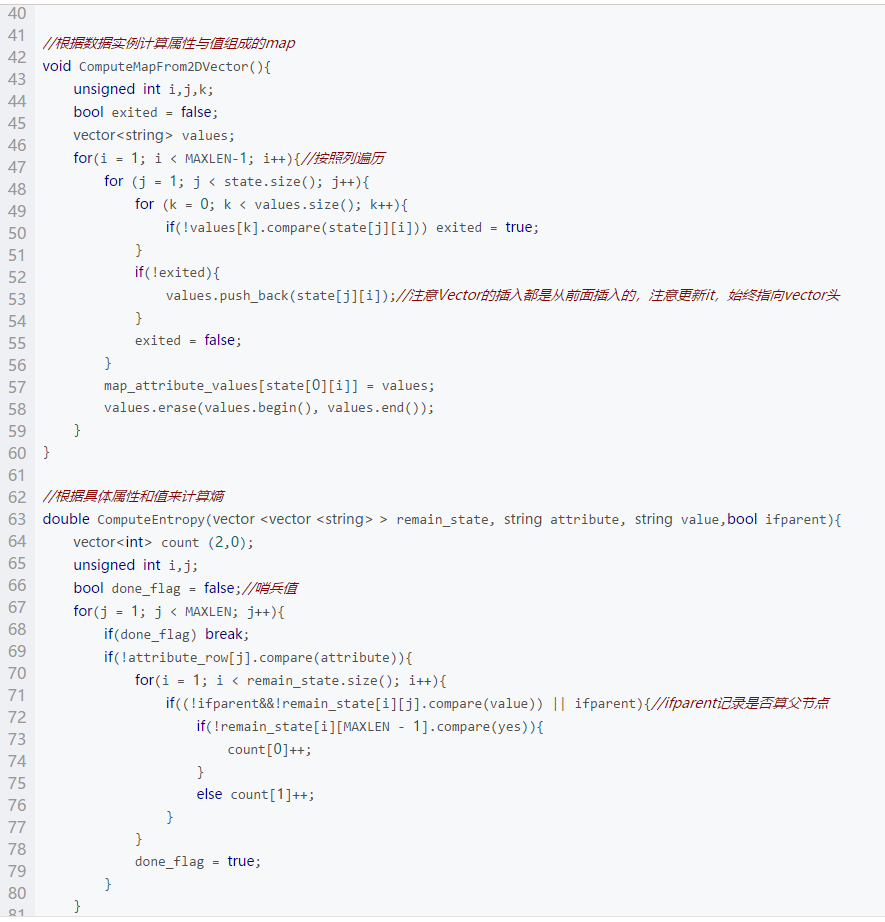 40
41 //根据数据实例计算属性与值组成的map
42 void ComputeMapFrom2DVector(){
43 unsigned int i,j,k;
44 bool exited = false;
45 vector<string> values;
46 for(i = 1; i < MAXLEN-1; i++){//按照列遍历
47 for (j = 1; j < state.size(); j++){
48 for (k = 0; k < values.size(); k++){
49 if(!values[k].compare(state[j][i])) exited = true;
50 }
51 if(!exited){
52 values.push_back(state[j][i]);//注意Vector的插入都是从前面插入的，注意更新it，始终指向vector头
53 }
54 exited = false;
55 }
56 map_attribute_values[state[0][i]] = values;
57 values.erase(values.begin(), values.end());
58 }
59 }
60
61 //根据具体属性和值来计算熵
62 double ComputeEntropy(vector <vector <string> > remain_state, string attribute, string value,bool ifparent){
63 vector<int> count (2,0);
64 unsigned int i,j;
65 bool done_flag = false;//哨兵值
66 for(j = 1; j < MAXLEN; j++){
67 if(done_flag) break;
68 if(!attribute_row[j].compare(attribute)){
69 for(i = 1; i < remain_state.size(); i++){
70 if((!ifparent&&!remain_state[i][j].compare(value)) || ifparent){//ifparent记录是否算父节点
71 if(!remain_state[i][MAXLEN - 1].compare(yes)){
72 count[0]++;
73 }
74 else count[1]++;
75 }
76 }
77 done_flag = true;
78 }
79 }
80
81